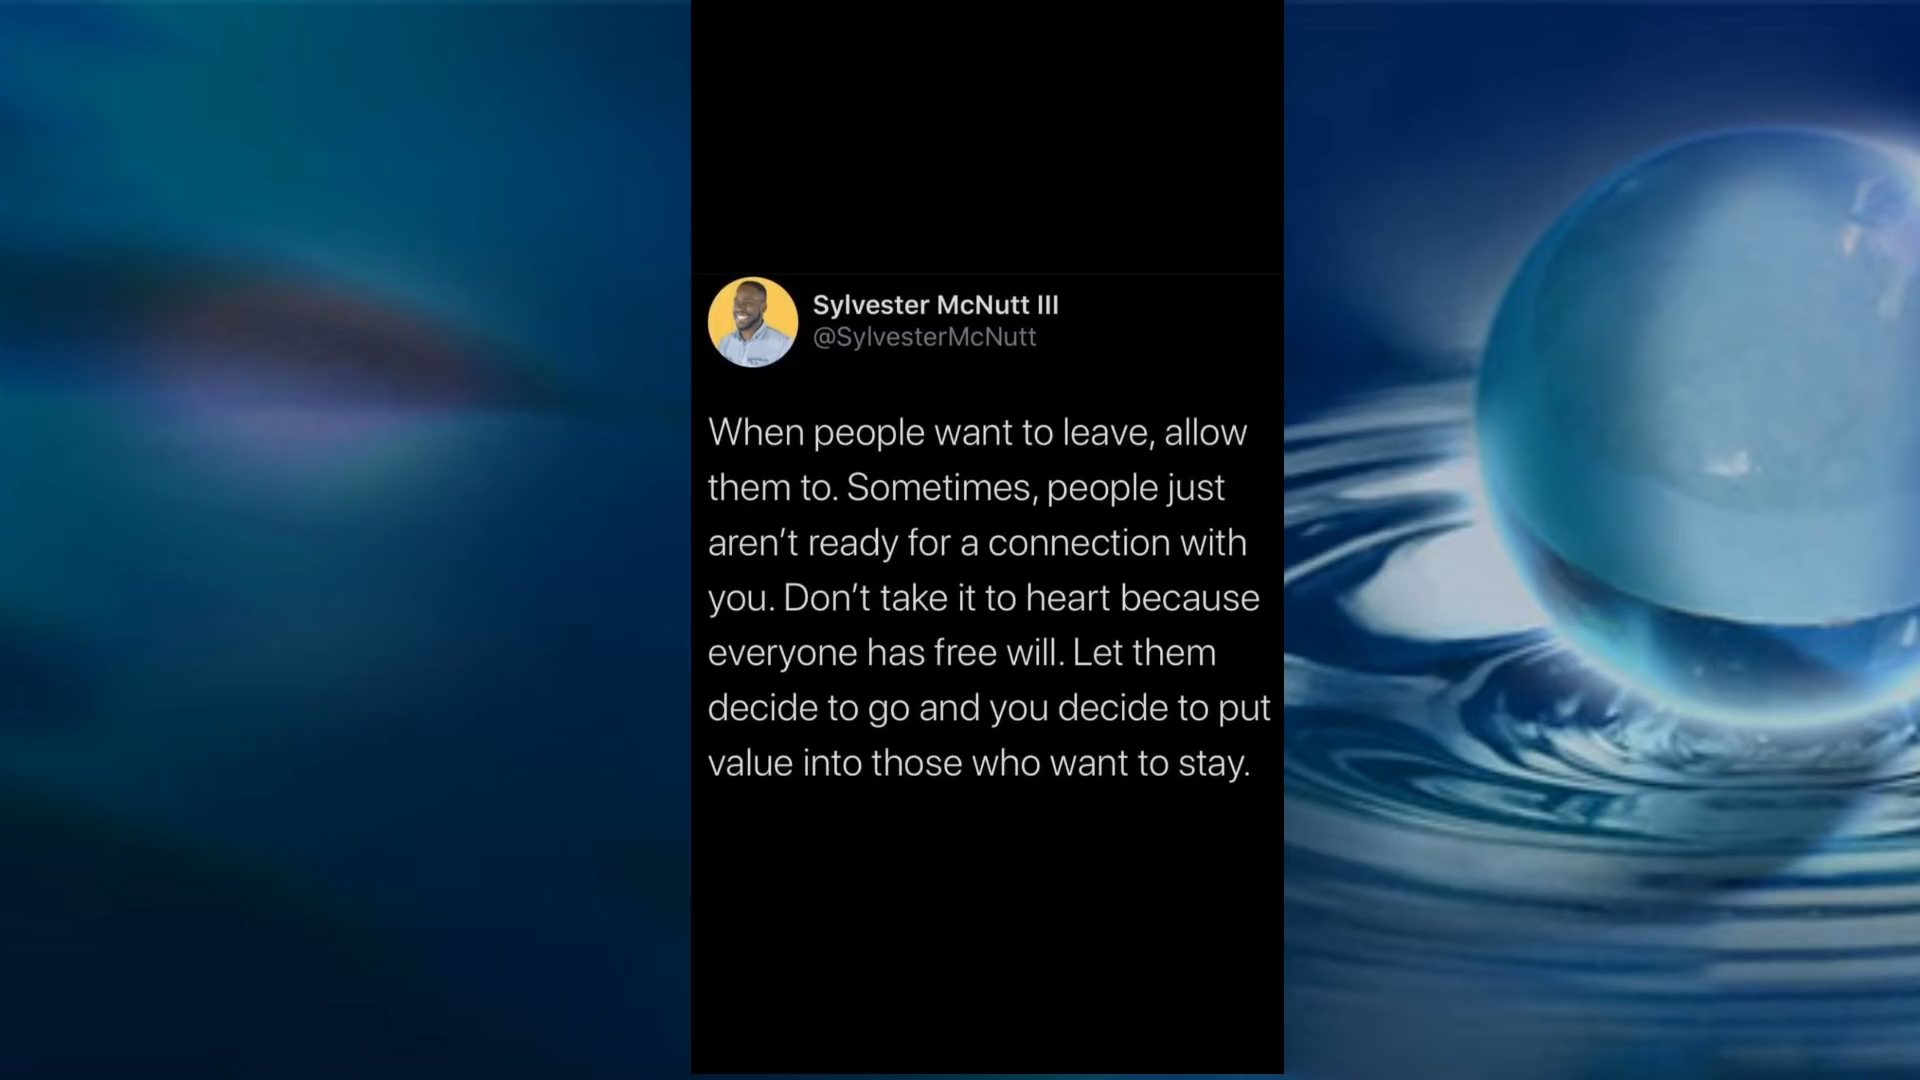 Sylvester McNutt III
@SylvesterMcNutt
When people want to leave, allow
them to. Sometimes, people just
aren’t ready for a connection with
you. Don’t take it to heart because
everyone has free will. Let them
decide to go and you decide to put
value into those who want to stay.